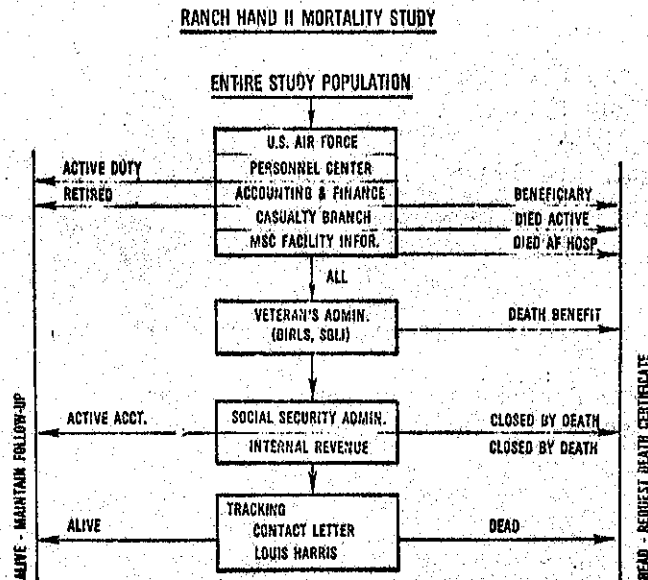 RANCH HAND II MORTALITY STUDY
ENTIRE STUDY POPULATION
U.S. AIR FORCE
PERSONNEL CENTER
ACCOUNTING & FINANCE
CASUALTY BRANCH
MSC FACILITY INFOR.
ACTIVE DUTY
RETIRED
BENEFICIARY
DIED ACTIVE
DIED AF HOSP
ALL
VETERAN'S ADMIN.
(BIRLS, SGLI)
DEATH BENEFIT
ACTIVE ACCT.
SOCIAL SECURITY ADMIN.
INTERNAL REVENUE
CLOSED BY DEATH
CLOSED BY DEATH
TRACKING
CONTACT LETTER
LOUIS HARRIS
ALIVE
DEAD
ALIVE - MAINTAIN FOLLOW-UP
DEAD - REQUEST DEATH CERTIFICATE